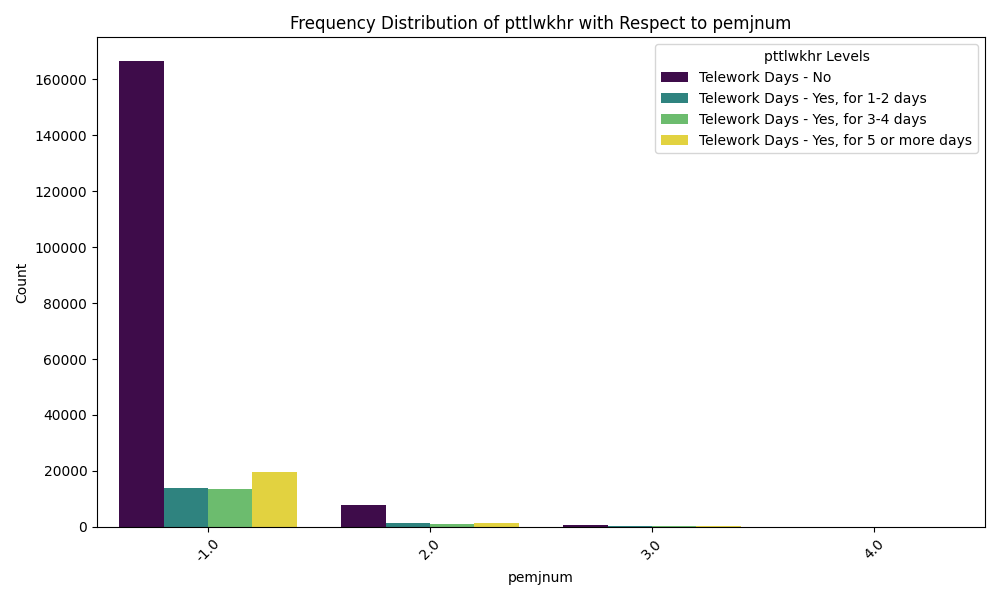 Frequency Distribution of pttlwkhr with Respect to pemjnum
pttlwkhr Levels
Telework Days - No
Telework Days - Yes, for 1-2 days
Telework Days - Yes, for 3-4 days
Telework Days - Yes, for 5 or more days
160000
140000
120000
100000
80000
60000
40000
20000
0
Count
-1.0
2.0
3.0
4.0
pemjnum